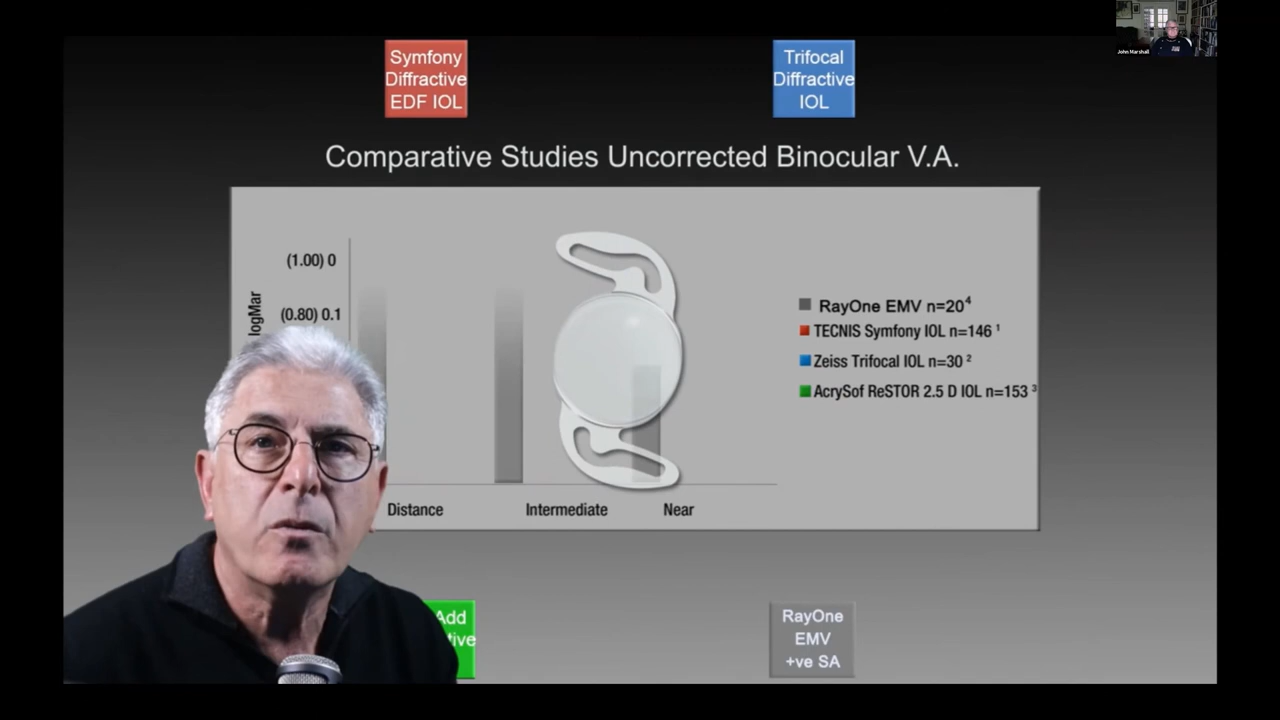 John Marshall
Symfony
Diffractive
EDF IOL
Trifocal
Diffractive
IOL
Comparative Studies Uncorrected Binocular V.A.
(1.00) 0
(0.80) 0.1
logMar
RayOne EMV n=20⁴
TECNIS Symfony IOL n=146 ¹
Zeiss Trifocal IOL n=30 ²
AcrySof ReSTOR 2.5 D IOL n=153 ³
Distance
Intermediate
Near
Add
tive
RayOne
EMV
+ve SA